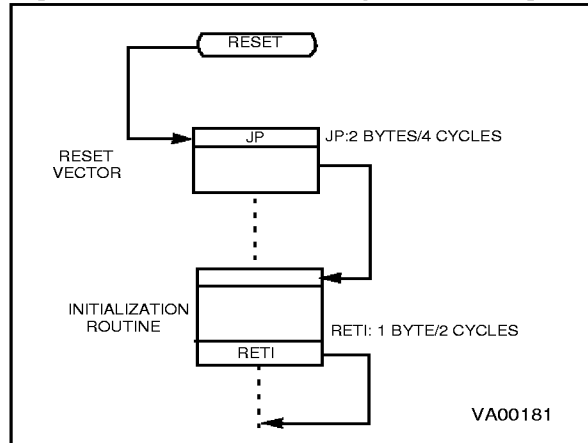 RESET
JP
JP:2 BYTES/4 CYCLES
RESET
VECTOR
INITIALIZATION
ROUTINE
RETI: 1 BYTE/2 CYCLES
RETI
VA00181